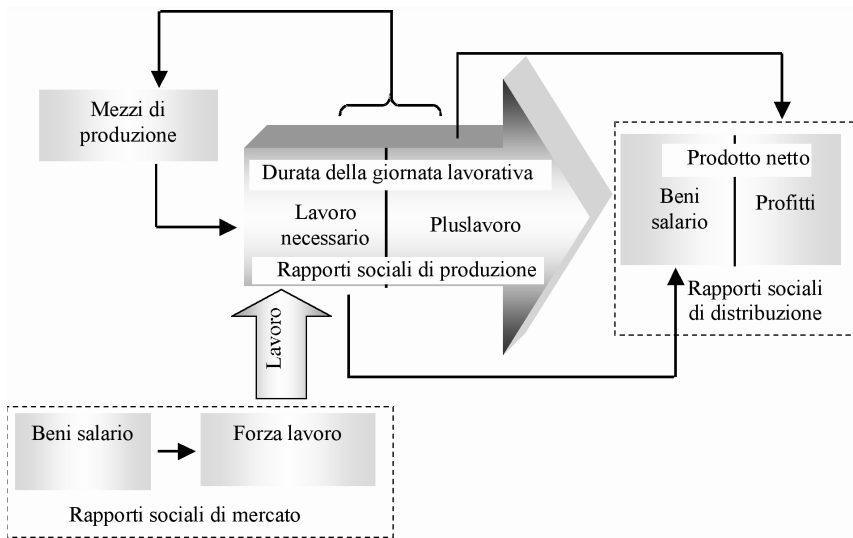 Mezzi di
produzione
Durata della giornata lavorativa
Lavoro
necessario
Pluslavoro
Rapporti sociali di produzione
Prodotto netto
Beni
salario
Profitti
Rapporti sociali
di distribuzione
Lavoro
Beni salario
Forza lavoro
Rapporti sociali di mercato